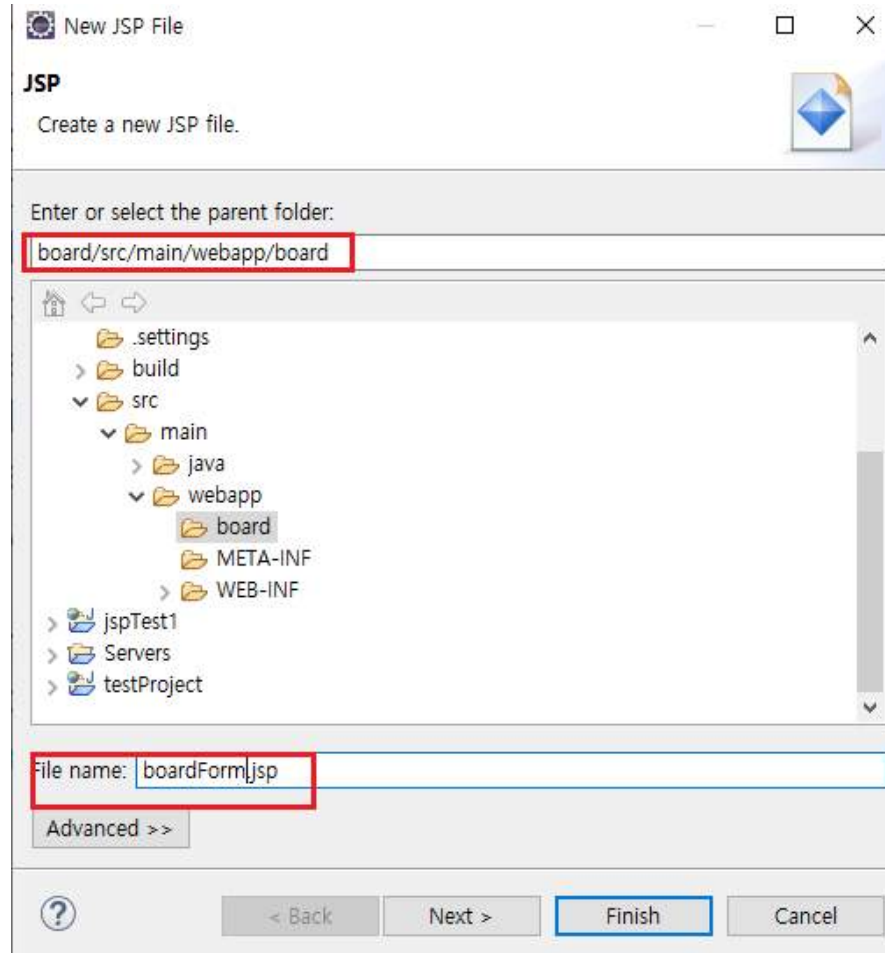 New JSP File
JSP
Create a new JSP file.
Enter or select the parent folder:
board/src/main/webapp/board
.settings
build
src
main
java
webapp
board
META-INF
WEB-INF
jspTest1
Servers
testProject
File name: boardForm.jsp
Advanced >>
< Back Next > Finish Cancel